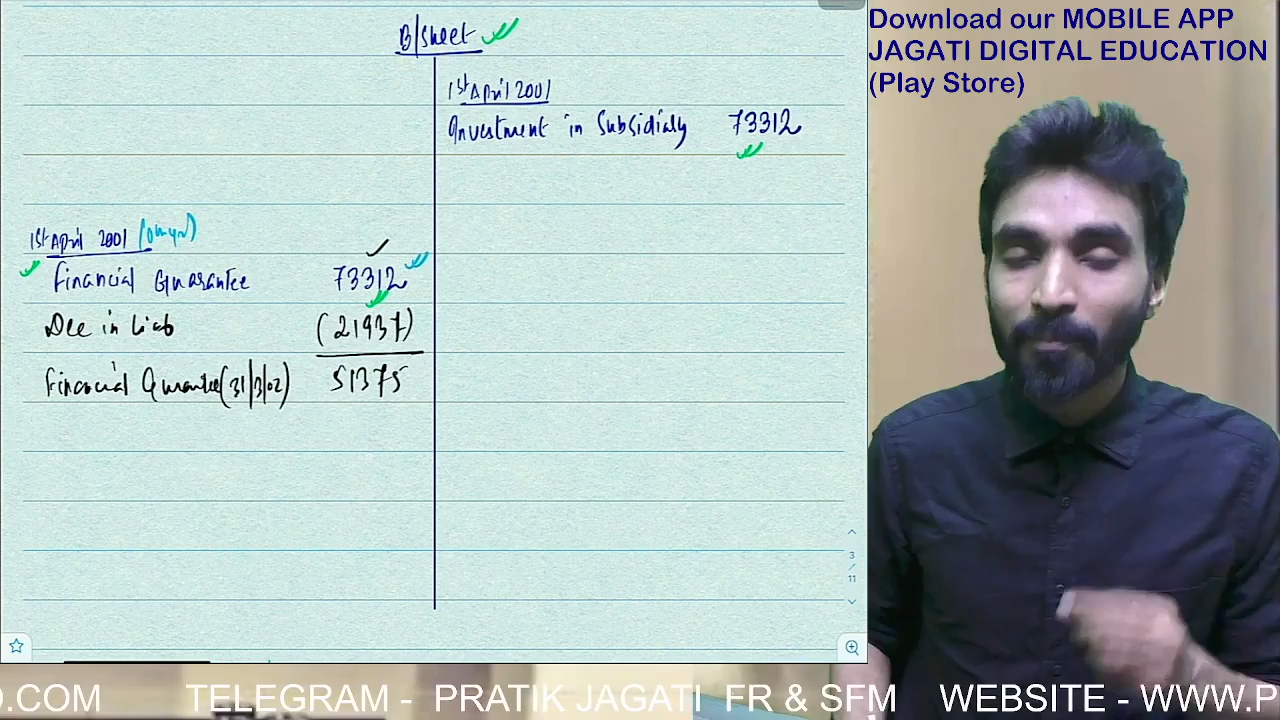 B/sheet
1st April 2001
Investment in Subsidiary 73312
1st April 2001
Financial Guarantee 73312
Dec in Liab (21937)
Financial Guarantee (31/3/02) 51375
3
/
11
Download our MOBILE APP
JAGATI DIGITAL EDUCATION
(Play Store)
O.COM TELEGRAM - PRATIK JAGATI FR & SFM WEBSITE - WWW.P